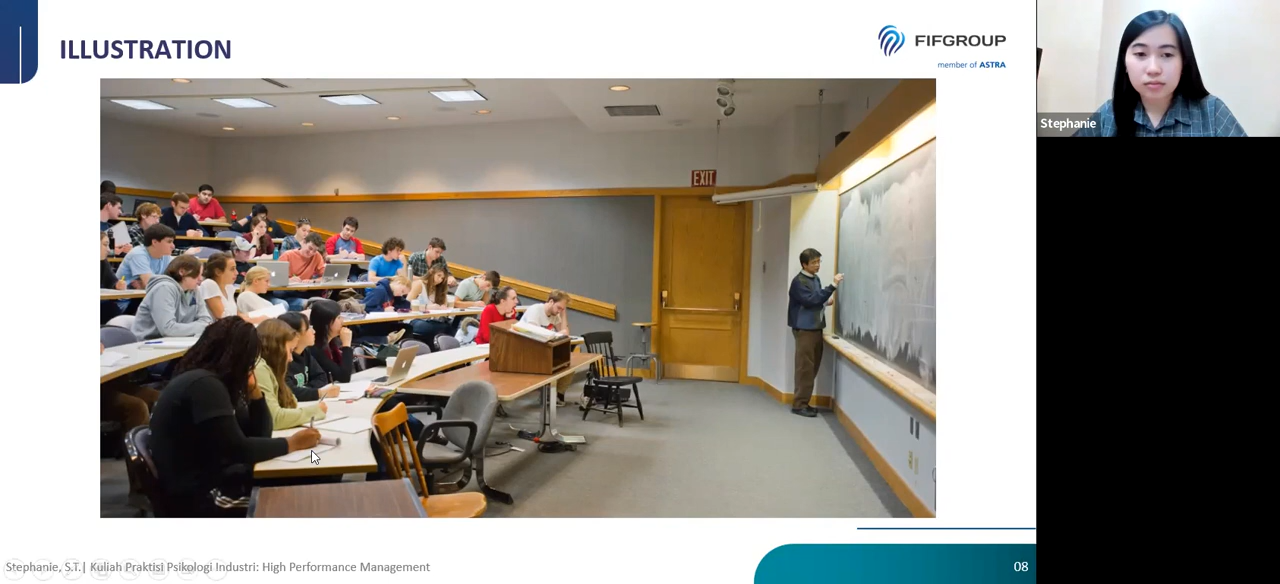 ILLUSTRATION
FIFGROUP
member of ASTRA
Stephanie
EXIT
Stephanie, S.T.| Kuliah Praktisi Psikologi Industri: High Performance Management
08